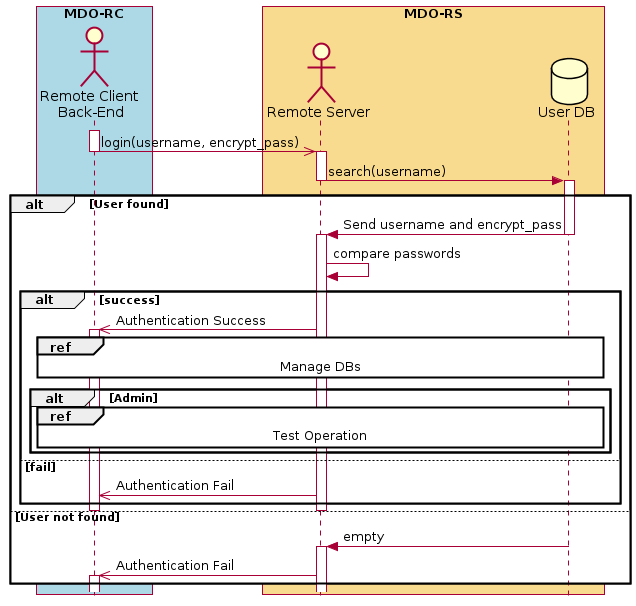 MDO-RC
MDO-RS
Remote Client
Back-End
Remote Server
User DB
login(username, encrypt_pass)
search(username)
alt [User found]
Send username and encrypt_pass
compare passwords
alt [success]
Authentication Success
ref
Manage DBs
alt [Admin]
ref
Test Operation
[fail]
Authentication Fail
[User not found]
empty
Authentication Fail